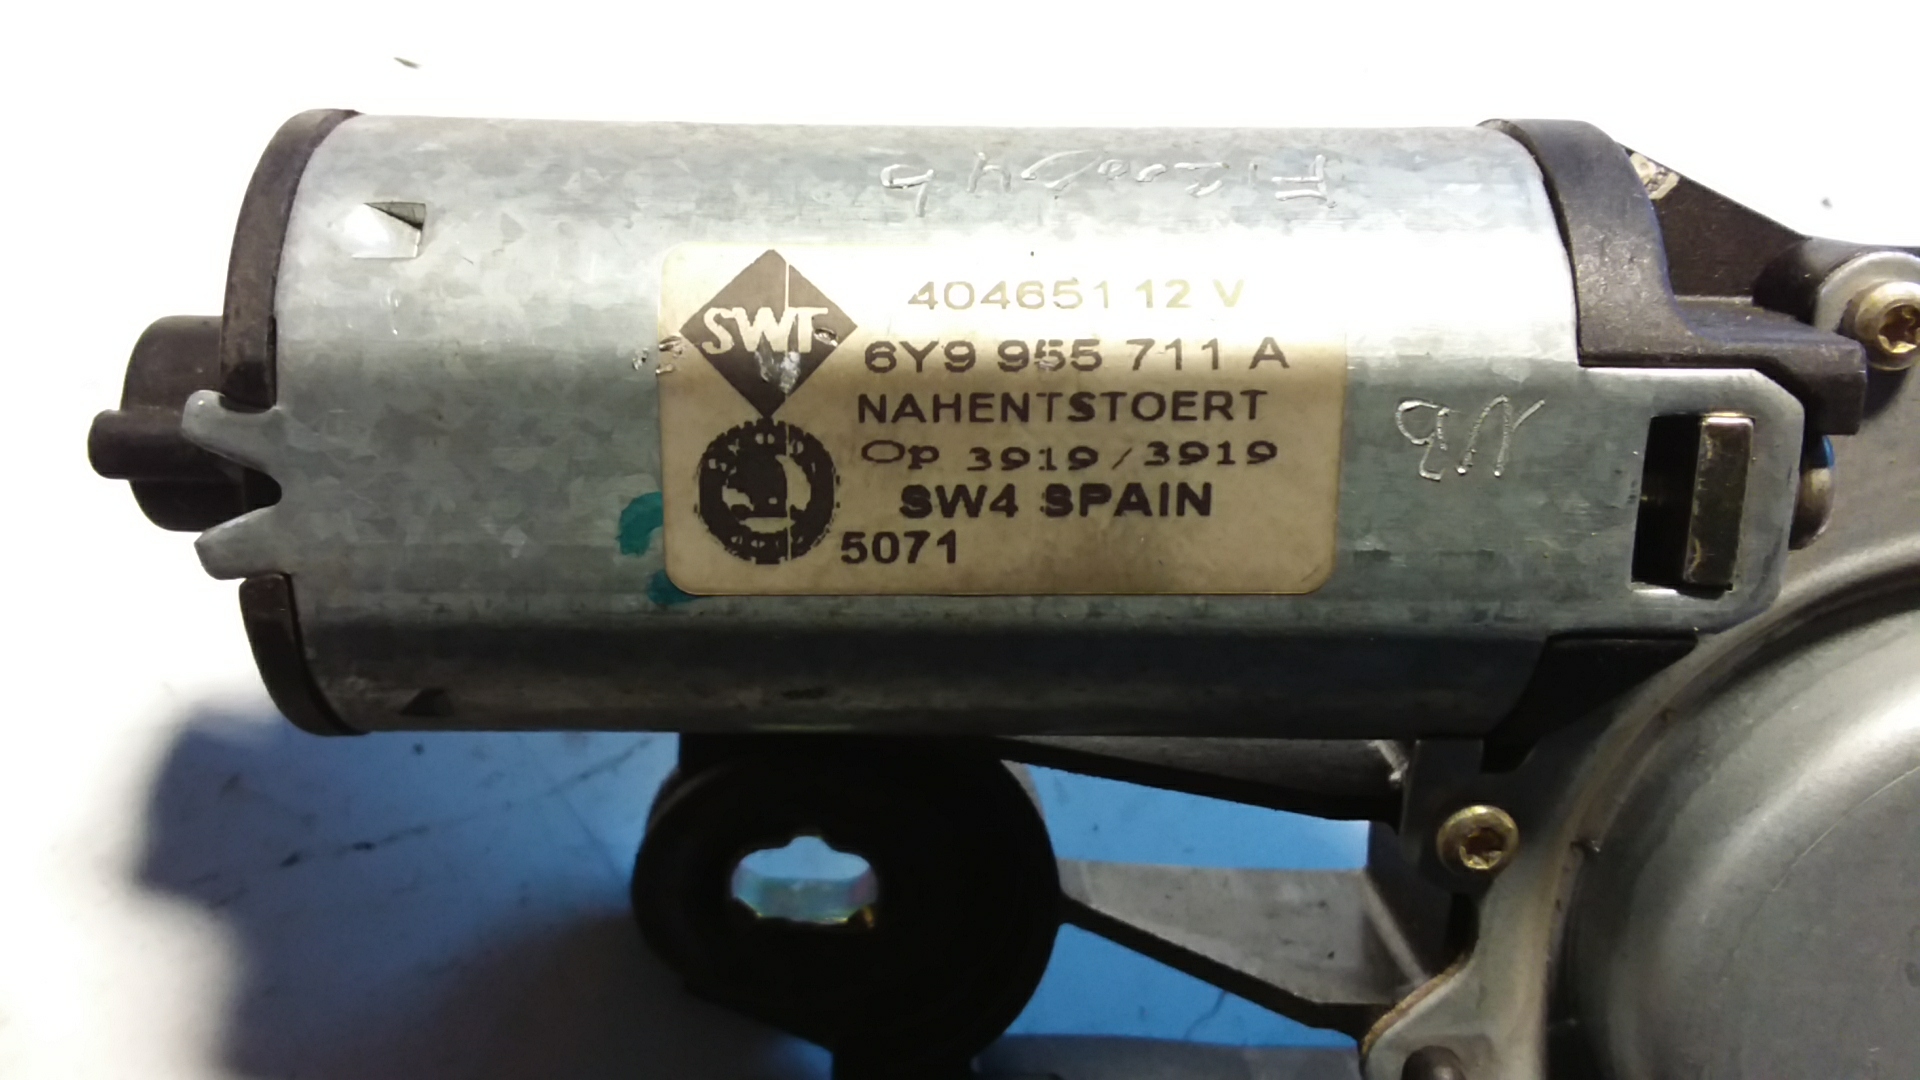 SWF
404651 12 V
6Y9 955 711 A
NAHENTSTOERT
Op 3919/3919
SW4 SPAIN
5071